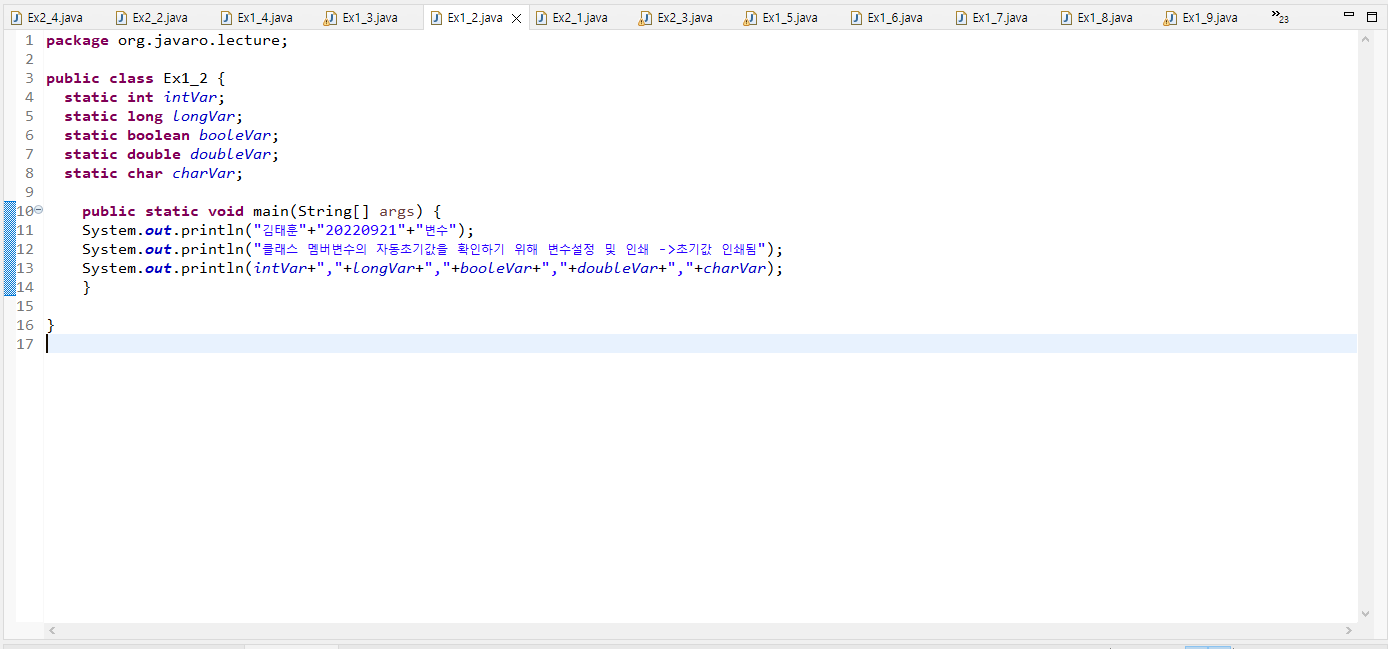 Ex2_4.java Ex2_2.java Ex1_4.java Ex1_3.java Ex1_2.java Ex2_1.java Ex2_3.java Ex1_5.java Ex1_6.java Ex1_7.java Ex1_8.java Ex1_9.java »23
1 package org.javaro.lecture;
2
3 public class Ex1_2 {
4 static int intVar;
5 static long longVar;
6 static boolean booleVar;
7 static double doubleVar;
8 static char charVar;
9
10 public static void main(String[] args) {
11 System.out.println("김태훈"+"20220921"+"변수");
12 System.out.println("클래스 멤버변수의 자동초기값을 확인하기 위해 변수설정 및 인쇄 ->초기값 인쇄됨");
13 System.out.println(intVar+","+longVar+","+booleVar+","+doubleVar+","+charVar);
14 }
15
16 }
17